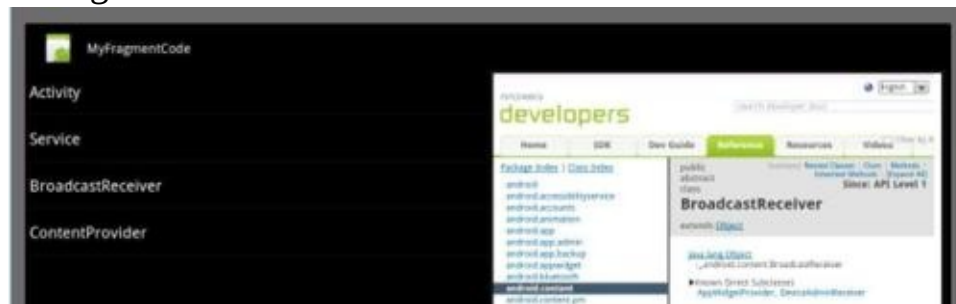 MyFragmentCode
Activity
Service
BroadcastReceiver
ContentProvider
English
developers
Home SDK Dev Guide Reference Resources Videos
Package Index | Class Index
android
android.accessibilityservice
android.accounts
android.animation
android.app
android.app.admin
android.app.backup
android.appwidget
android.bluetooth
android.content
android.content.pm
public
abstract
class
Since: API Level 1
BroadcastReceiver
extends Object
java.lang.Object
android.content.BroadcastReceiver
Known Direct Subclasses
AppWidgetProvider, DeviceAdminReceiver